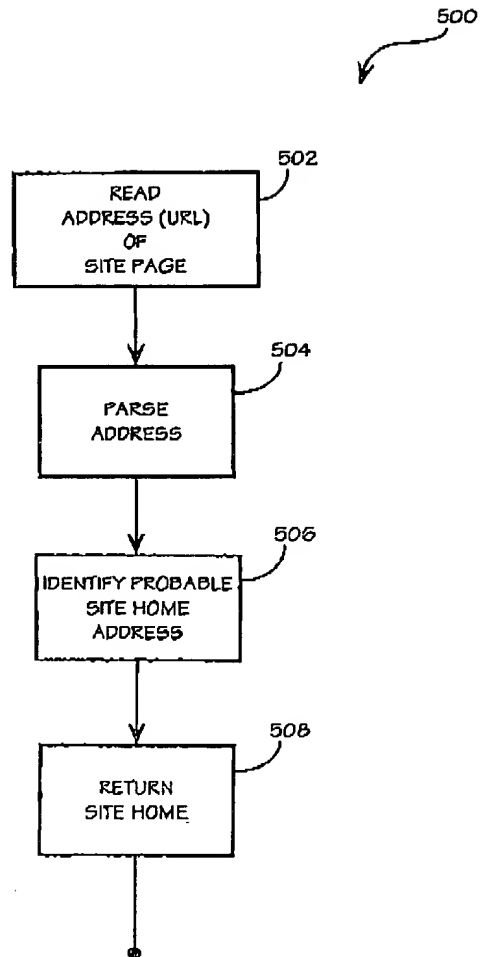 500
502
READ
ADDRESS (URL)
OF
SITE PAGE
504
PARSE
ADDRESS
506
IDENTIFY PROBABLE
SITE HOME
ADDRESS
508
RETURN
SITE HOME